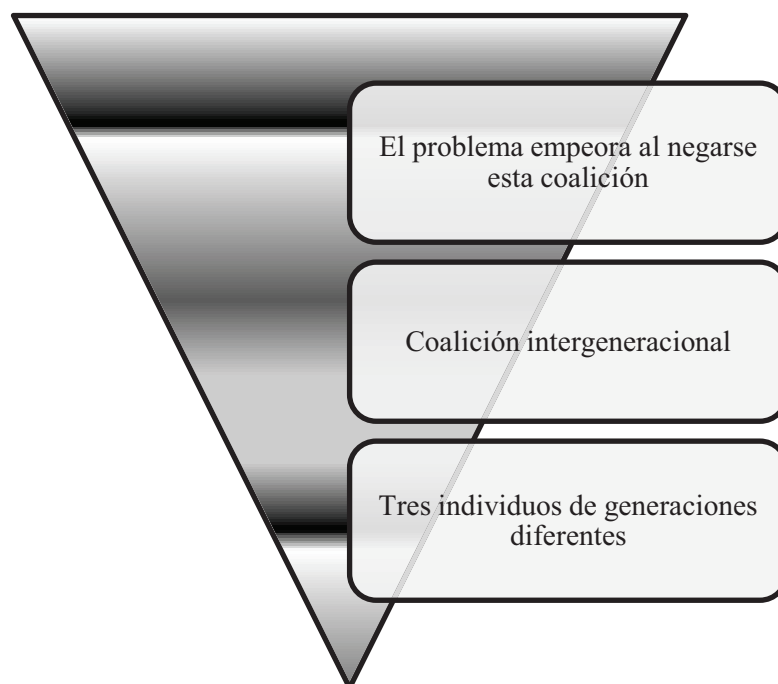 El problema empeora al negarse
esta coalición
Coalición intergeneracional
Tres individuos de generaciones
diferentes